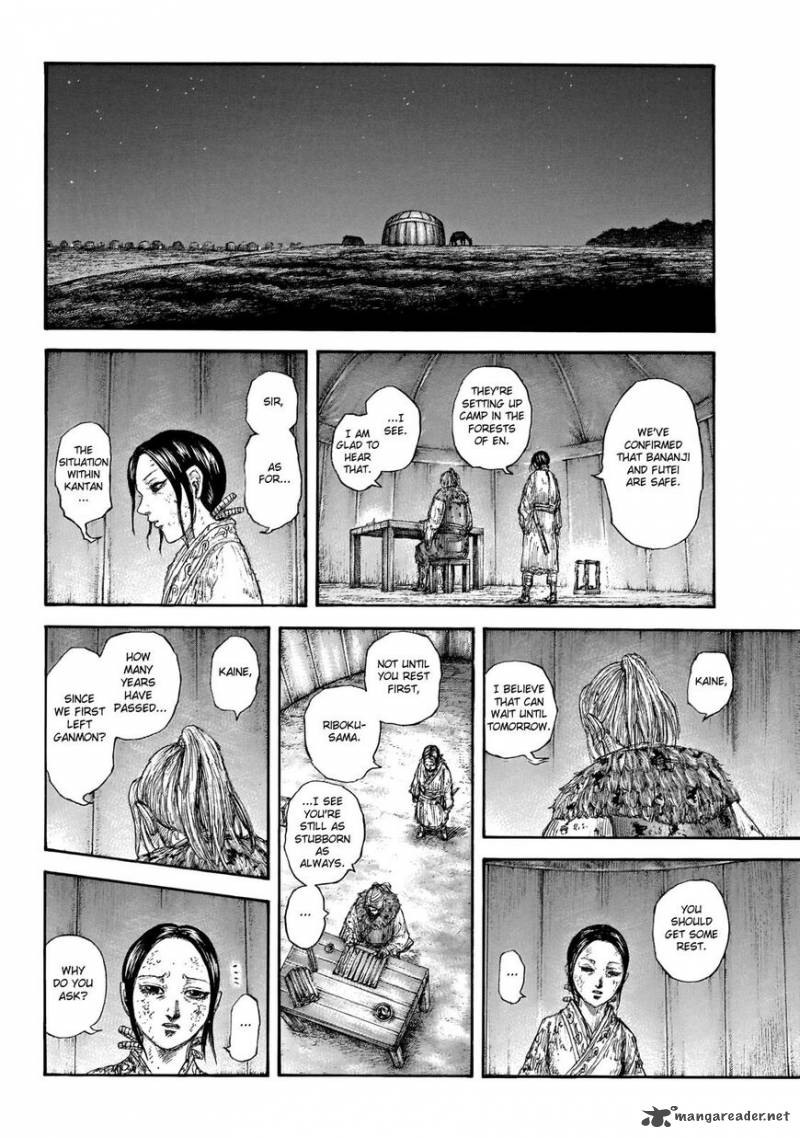 WE'VE
CONFIRMED
THAT BANANJI
AND FUTEI
ARE SAFE.
THEY'RE
SETTING UP
CAMP IN THE
FORESTS
OF EN.
...I
SEE.
I AM
GLAD TO
HEAR
THAT.
SIR,
AS
FOR...
THE
SITUATION
WITHIN
KANTAN
...
KAINE,
I BELIEVE
THAT CAN
WAIT UNTIL
TOMORROW.
YOU
SHOULD
GET SOME
REST.
...
NOT UNTIL
YOU REST
FIRST,
RIBOKU-
SAMA.
...I SEE
YOU'RE
STILL AS
STUBBORN
AS
ALWAYS.
...
KAINE,
HOW
MANY
YEARS
HAVE
PASSED...
SINCE
WE FIRST
LEFT
GANMON?
......
...
WHY
DO YOU
ASK?
mangareader.net